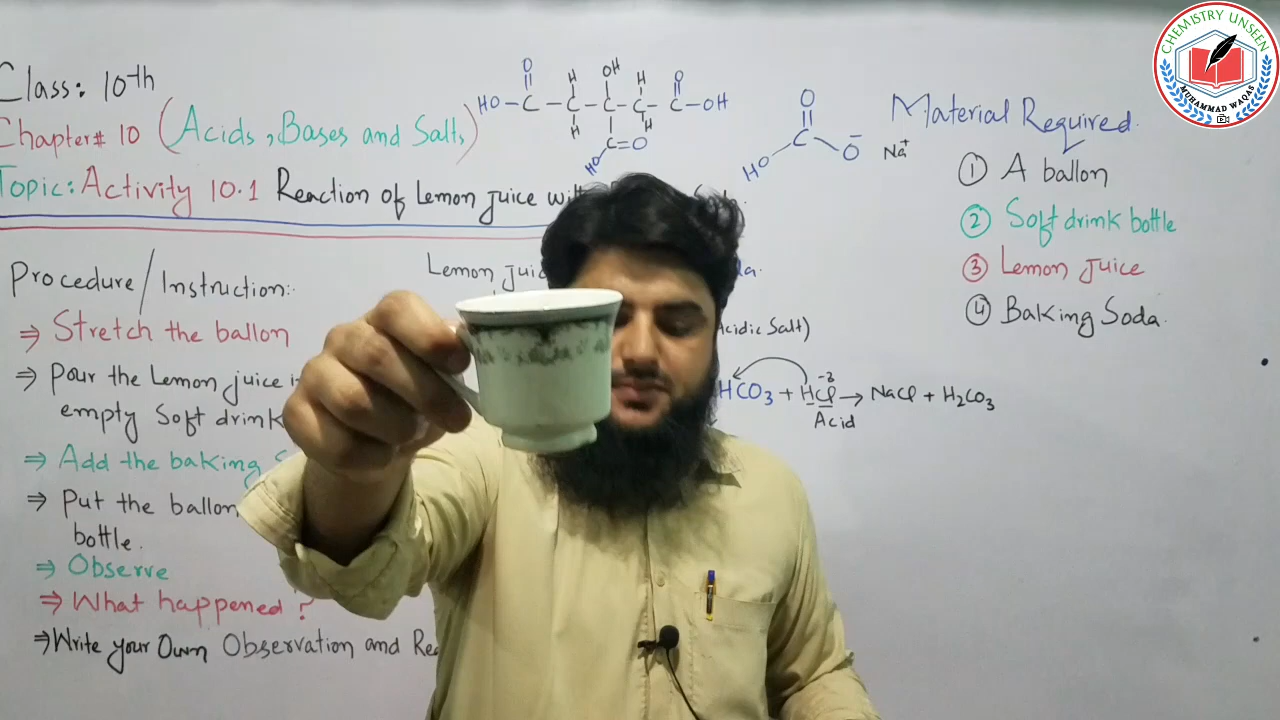 CHEMISTRY UNSEEN
MUHAMMAD WAQAS
Class: 10th
Chapter# 10 (Acids, Bases and Salts)
Topic: Activity 10.1 Reaction of Lemon Juice
O H OH H O
HO-C-C-C-C-C-OH
H H
C=O
HO
O
C
HO O⁻ Na⁺
Material Required
① A ballon
② Soft drink bottle
③ Lemon Juice
④ Baking Soda.
Procedure/Instruction:-
⇒ Stretch the ballon
⇒ Pour the Lemon juice
empty Soft drink
⇒ Add the baking
⇒ Put the ballon
bottle.
⇒ Observe
⇒ What happened?
⇒ Write your Own Observation and
Lemon
Acidic Salt)
HCO3 + HCl → NaCl + H2CO3
Acid